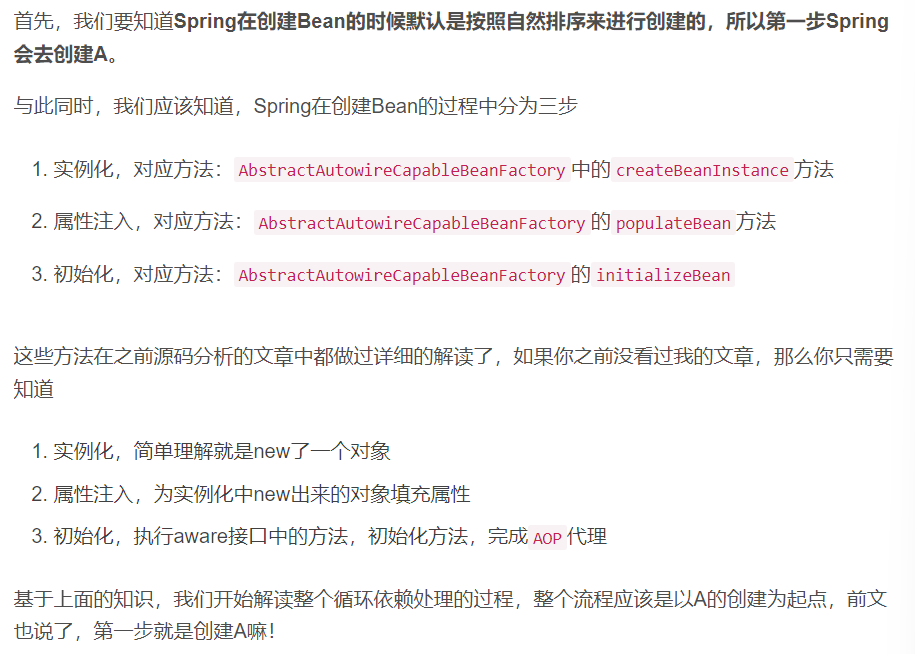 首先，我们要知道Spring在创建Bean的时候默认是按照自然排序来进行创建的，所以第一步Spring
会去创建A。
与此同时，我们应该知道，Spring在创建Bean的过程中分为三步
1. 实例化，对应方法：AbstractAutowireCapableBeanFactory中的createBeanInstance方法
2. 属性注入，对应方法：AbstractAutowireCapableBeanFactory的populateBean方法
3. 初始化，对应方法：AbstractAutowireCapableBeanFactory的initializeBean
这些方法在之前源码分析的文章中都做过详细的解读了，如果你之前没看过我的文章，那么你只需要
知道
1. 实例化，简单理解就是new了一个对象
2. 属性注入，为实例化中new出来的对象填充属性
3. 初始化，执行aware接口中的方法，初始化方法，完成AOP代理
基于上面的知识，我们开始解读整个循环依赖处理的过程，整个流程应该是以A的创建为起点，前文
也说了，第一步就是创建A嘛！